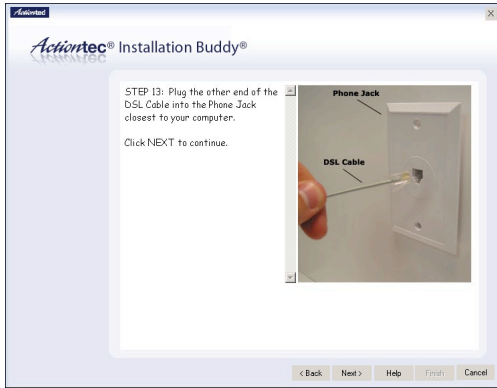 Actiontec
Actiontec® Installation Buddy®
STEP 13: Plug the other end of the
DSL Cable into the Phone Jack
closest to your computer.
Click NEXT to continue.
Phone Jack
DSL Cable
< Back Next > Help Finish Cancel